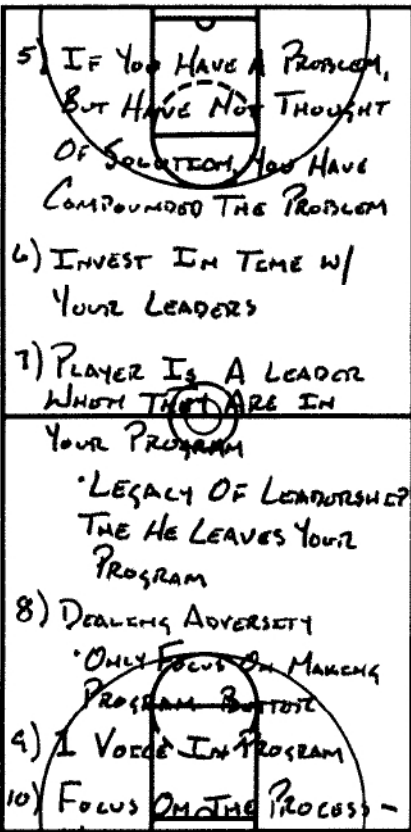 5) If You Have A Problem,
But Have Not Thought
Of Solution, You Have
Compounded The Problem
6) Invest In Time w/
Your Leaders
7) Player Is A Leader
When They Are In
Your Program
• Legacy Of Leadership
The He Leaves Your
Program
8) Dealing Adversity
• Only Focus On Making
Program Better
9) 1 Voice In Program
10) Focus On The Process -